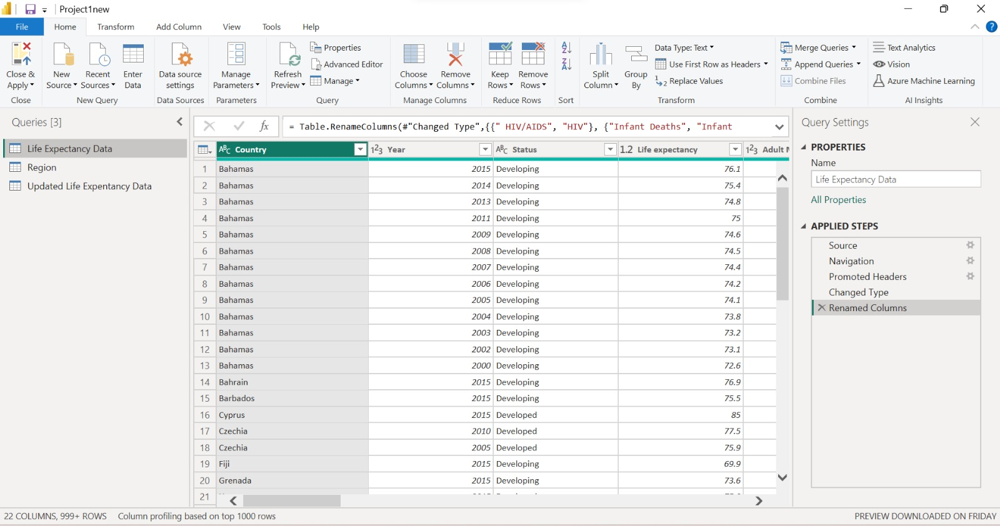 Project1new
File Home Transform Add Column View Tools Help
Close & Apply
New Source
Recent Sources
Enter Data
Data source settings
Manage Parameters
Refresh Preview
Properties
Advanced Editor
Manage
Choose Columns
Remove Columns
Keep Rows
Remove Rows
Split Column
Group By
Data Type: Text
Use First Row as Headers
Replace Values
Merge Queries
Append Queries
Combine Files
Text Analytics
Vision
Azure Machine Learning
Close New Query Data Sources Parameters Query Manage Columns Reduce Rows Sort Transform Combine AI Insights
Queries [3]
Life Expectancy Data
Region
Updated Life Expentancy Data
fx = Table.RenameColumns(#"Changed Type",{{" HIV/AIDS", "HIV"}, {"Infant Deaths", "Infant
ABC Country 123 Year ABC Status 1.2 Life expectancy 123 Adult
1 Bahamas 2015 Developing 76.1
2 Bahamas 2014 Developing 75.4
3 Bahamas 2013 Developing 74.8
4 Bahamas 2011 Developing 75
5 Bahamas 2009 Developing 74.6
6 Bahamas 2008 Developing 74.5
7 Bahamas 2007 Developing 74.4
8 Bahamas 2006 Developing 74.2
9 Bahamas 2005 Developing 74.1
10 Bahamas 2004 Developing 73.8
11 Bahamas 2003 Developing 73.2
12 Bahamas 2002 Developing 73.1
13 Bahamas 2000 Developing 72.6
14 Bahrain 2015 Developing 76.9
15 Barbados 2015 Developing 75.5
16 Cyprus 2015 Developed 85
17 Czechia 2010 Developed 77.5
18 Czechia 2005 Developed 75.9
19 Fiji 2015 Developing 69.9
20 Grenada 2015 Developing 73.6
21
Query Settings
PROPERTIES
Name
Life Expectancy Data
All Properties
APPLIED STEPS
Source
Navigation
Promoted Headers
Changed Type
Renamed Columns
22 COLUMNS, 999+ ROWS Column profiling based on top 1000 rows
PREVIEW DOWNLOADED ON FRIDAY